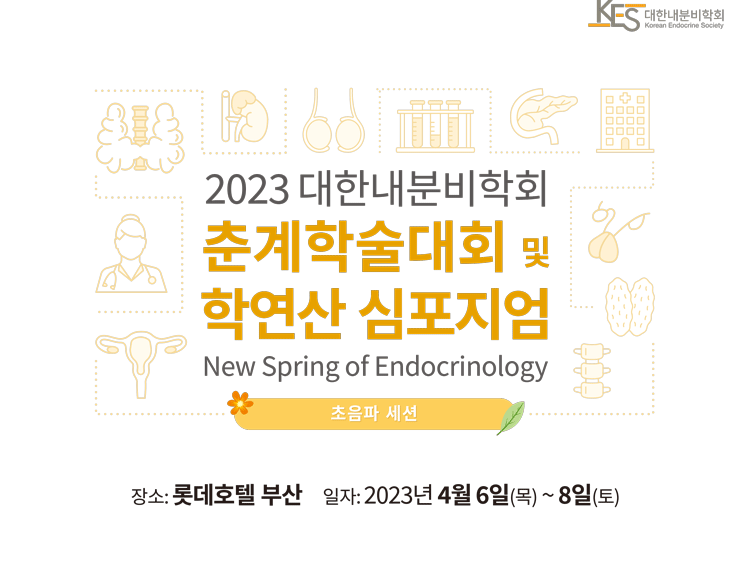 KES 대한내분비학회
Korean Endocrine Society
2023 대한내분비학회
춘계학술대회 및
학연산 심포지엄
New Spring of Endocrinology
초음파 세션
장소: 롯데호텔 부산 일자: 2023년 4월 6일(목) ~ 8일(토)